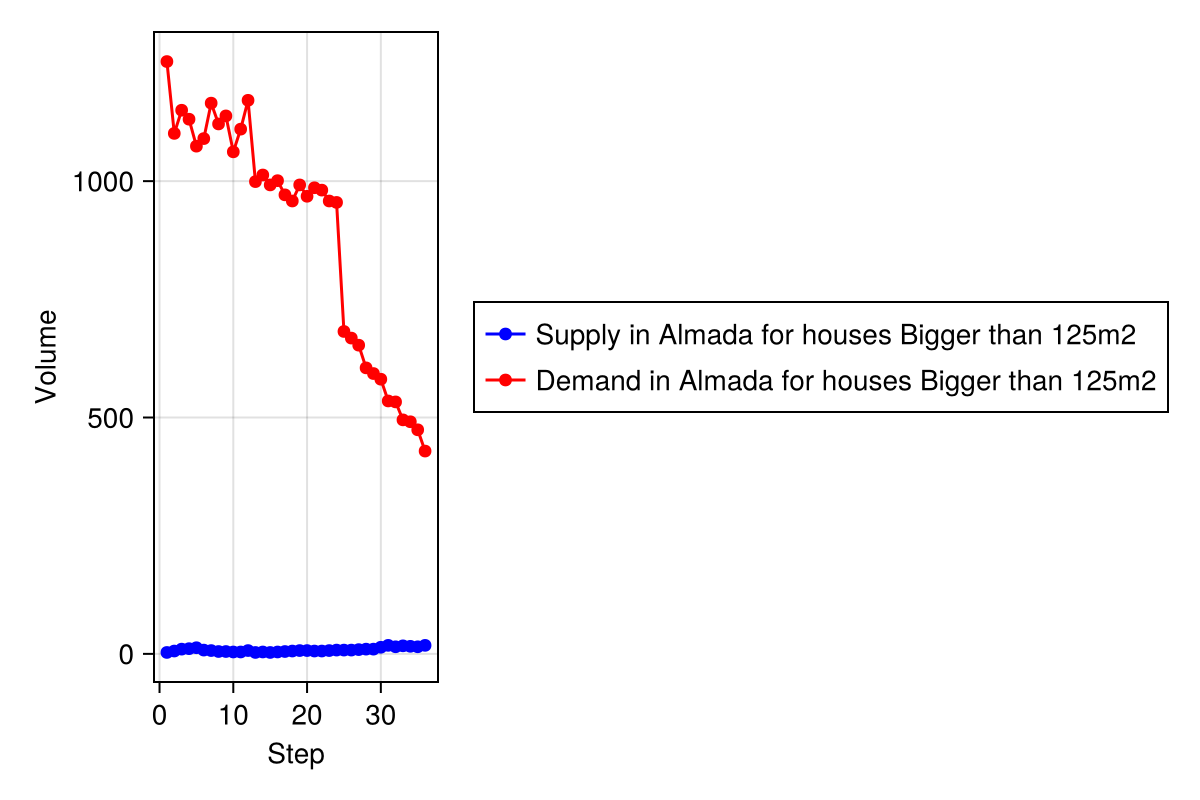 Volume
1000
500
0
0 10 20 30
Step
Supply in Almada for houses Bigger than 125m2
Demand in Almada for houses Bigger than 125m2